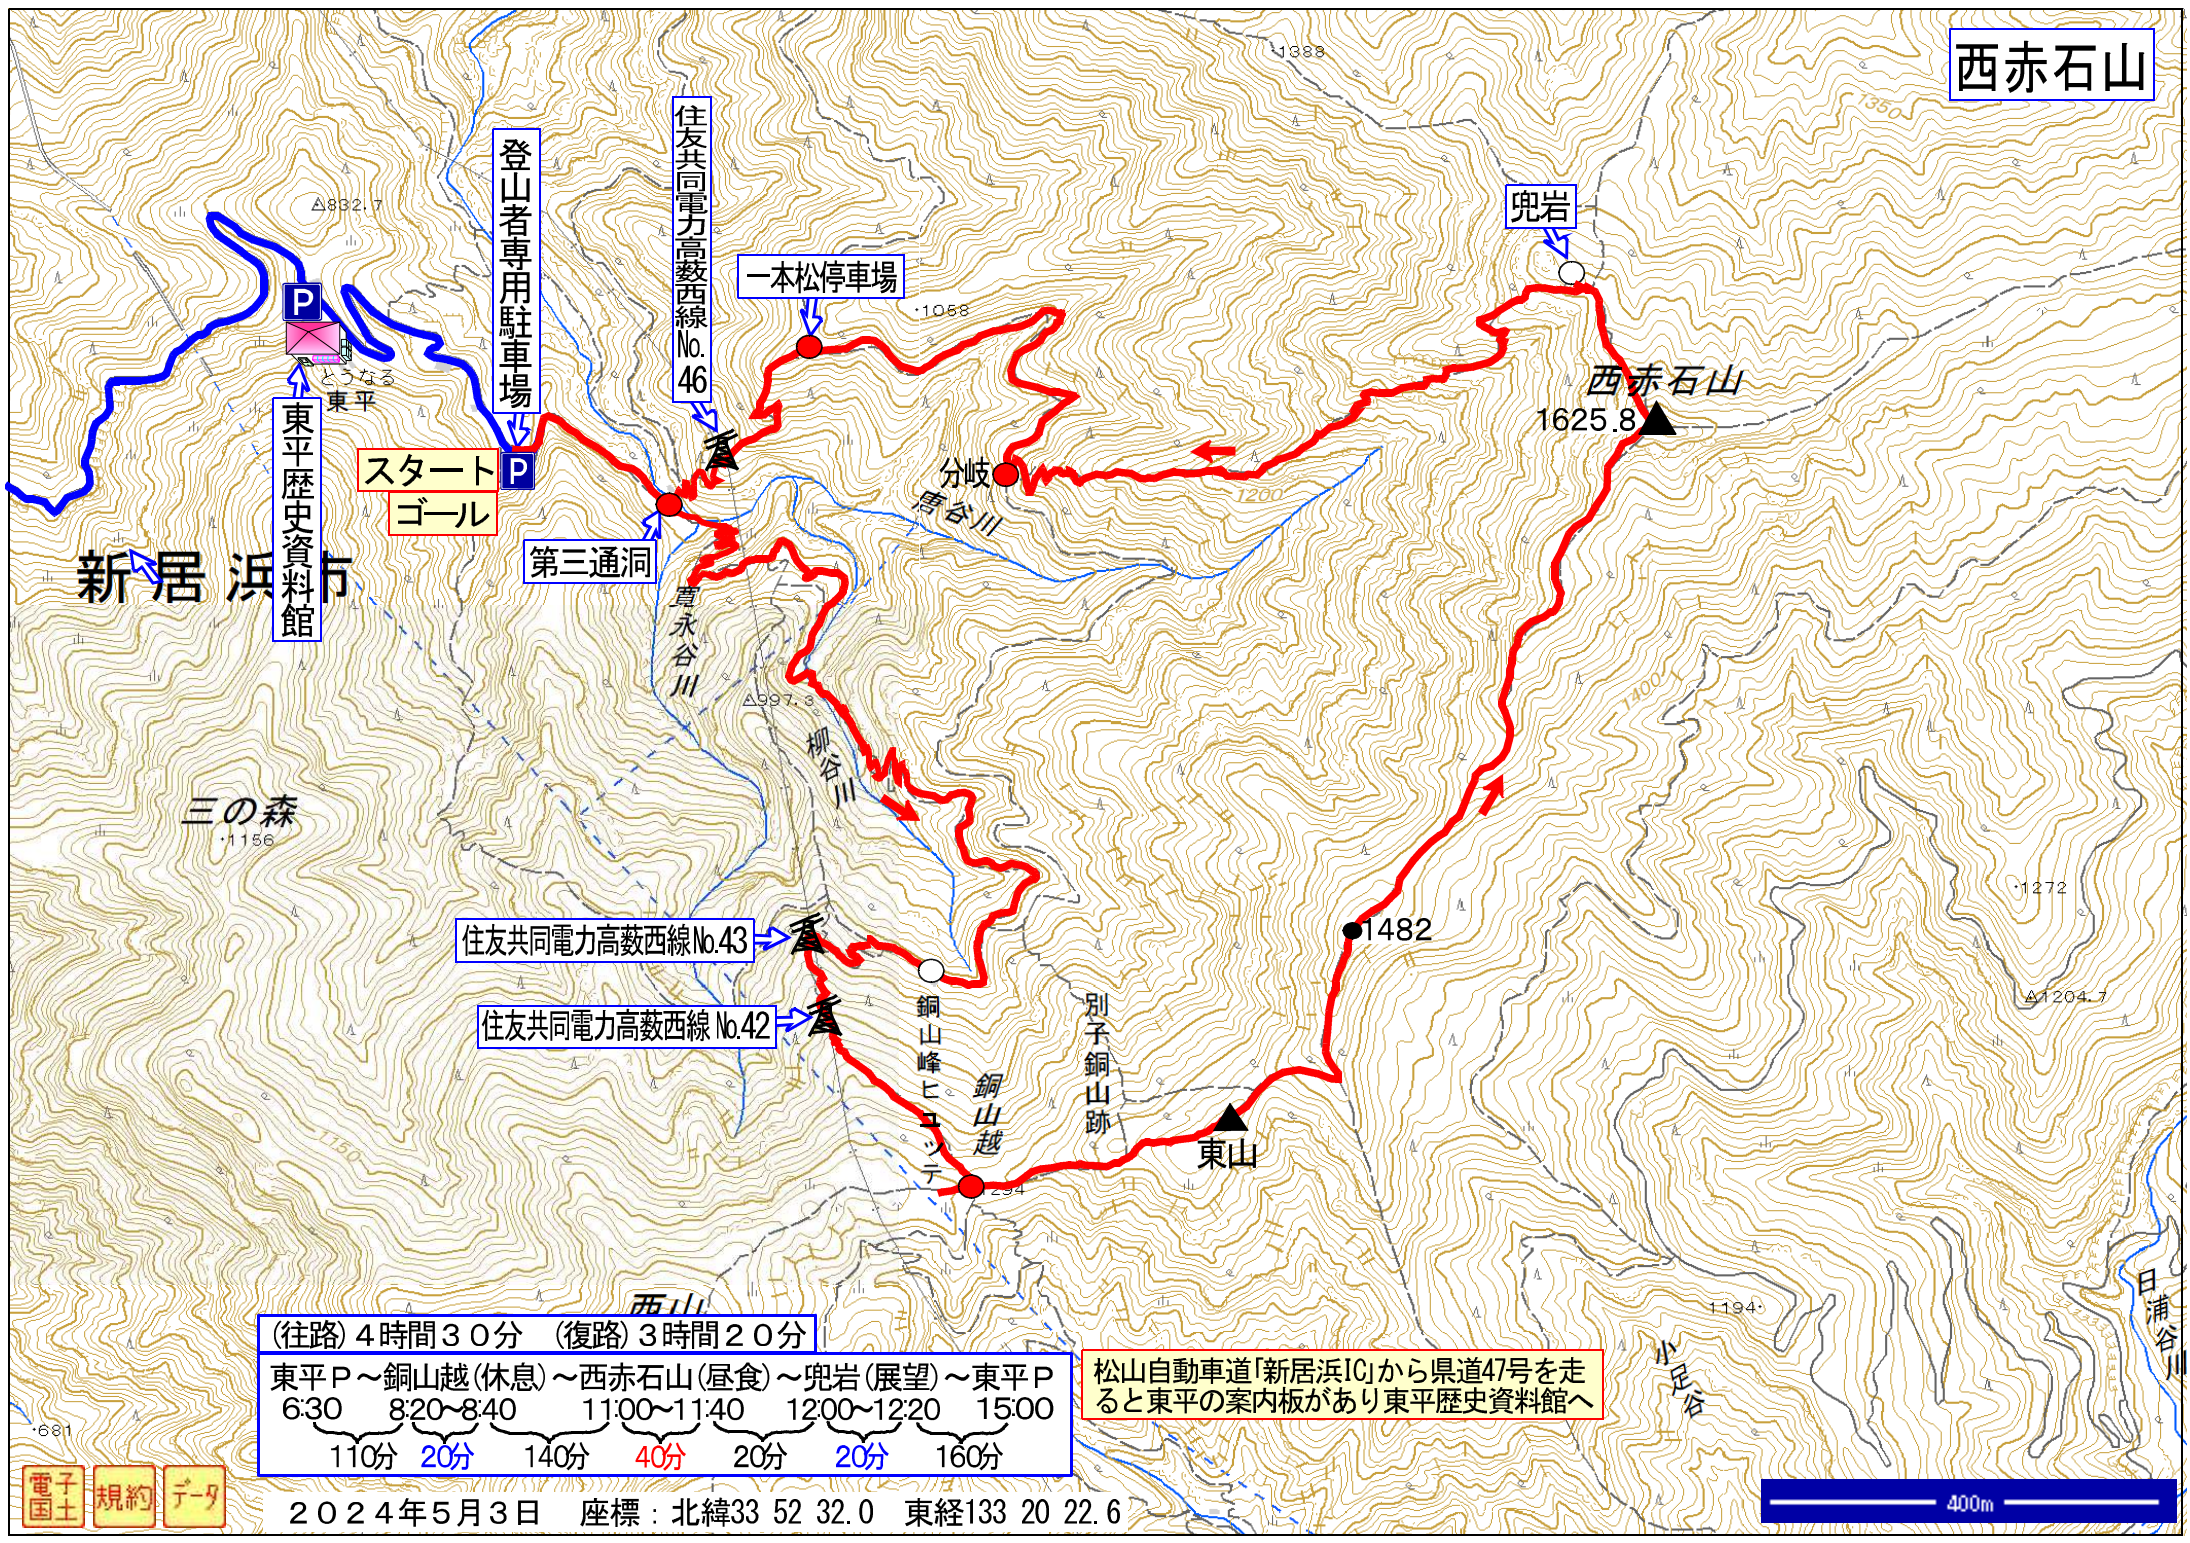 西赤石山
1388
1350
住友共同電力高薮西線No.46
登山者専用駐車場
832.7
兜岩
一本松停車場
1058
P
とうなる
東平
西赤石山
1625.8
スタート
P
ゴール
分岐
唐谷川
1200
東平歴史資料館
第三通洞
新居浜市
寛永谷川
997.3
1400
柳谷川
三の森
1156
1272
住友共同電力高薮西線No.43
1482
1204.7
住友共同電力高薮西線No.42
銅山峰ヒュッテ
別子銅山跡
銅山越
1150
東山
1294
西山
1194
日浦谷川
小足谷
(往路)４時間３０分 (復路)３時間２０分
東平Ｐ～銅山越(休息)～西赤石山(昼食)～兜岩(展望)～東平Ｐ
6:30 8:20～8:40 11:00～11:40 12:00～12:20 15:00
110分 20分 140分 40分 20分 20分 160分
松山自動車道｢新居浜IC｣から県道47号を走
ると東平の案内板があり東平歴史資料館へ
681
電子国土
規約
データ
２０２４年５月３日 座標：北緯33 52 32.0 東経133 20 22.6
400m